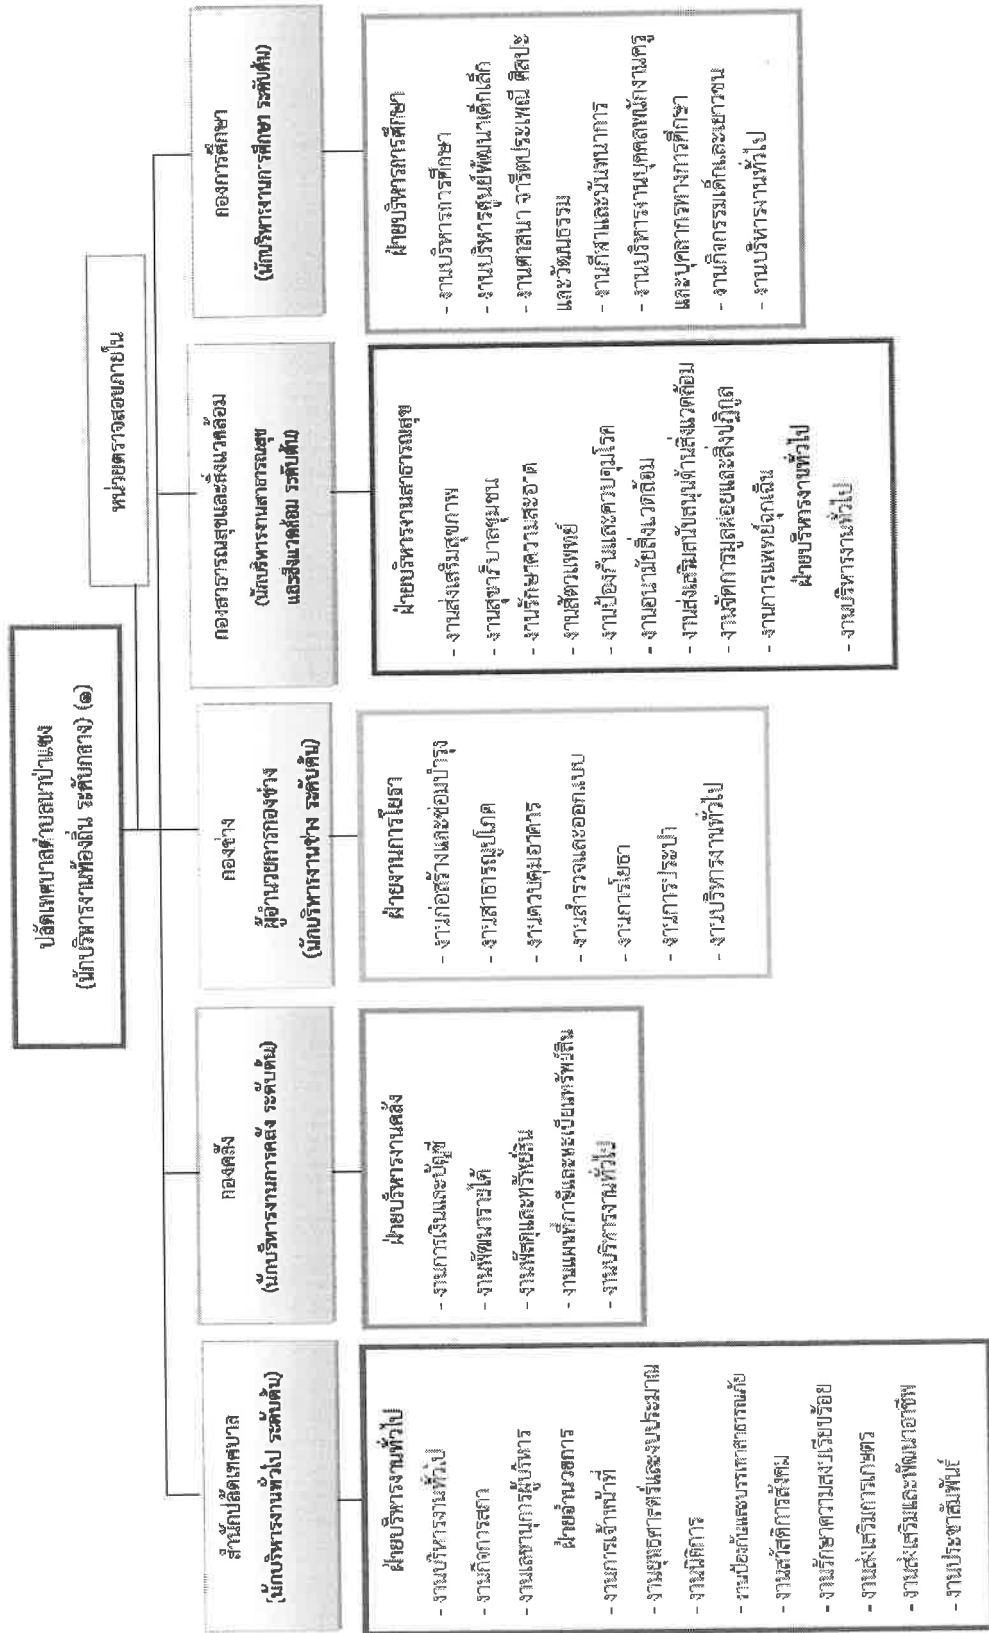 ปลัดเทศบาลตำบลนาป่าแซง
(นักบริหารงานท้องถิ่น ระดับกลาง) (๑)
หน่วยตรวจสอบภายใน
สำนักปลัดเทศบาล
(นักบริหารงานทั่วไป ระดับต้น)
ฝ่ายบริหารงานทั่วไป
- งานบริหารงานทั่วไป
- งานกิจการสภา
- งานเลขานุการผู้บริหาร
ฝ่ายอำนวยการ
- งานการเจ้าหน้าที่
- งานยุทธศาสตร์และงบประมาณ
- งานนิติการ
- งานป้องกันและบรรเทาสาธารณภัย
- งานสวัสดิการสังคม
- งานรักษาความสงบเรียบร้อย
- งานส่งเสริมการเกษตร
- งานส่งเสริมและพัฒนาอาชีพ
- งานประชาสัมพันธ์
กองคลัง
(นักบริหารงานการคลัง ระดับต้น)
ฝ่ายบริหารงานคลัง
- งานการเงินและบัญชี
- งานพัฒนารายได้
- งานพัสดุและทรัพย์สิน
- งานแผนที่ภาษีและทะเบียนทรัพย์สิน
- งานบริหารงานทั่วไป
กองช่าง
ผู้อำนวยการกองช่าง
(นักบริหารงานช่าง ระดับต้น)
ฝ่ายงานการโยธา
- งานก่อสร้างและซ่อมบำรุง
- งานสาธารณูปโภค
- งานควบคุมอาคาร
- งานสำรวจและออกแบบ
- งานการโยธา
- งานการประปา
- งานบริหารงานทั่วไป
กองสาธารณสุขและสิ่งแวดล้อม
(นักบริหารงานสาธารณสุข
และสิ่งแวดล้อม ระดับต้น)
ฝ่ายบริหารงานสาธารณสุข
- งานส่งเสริมสุขภาพ
- งานสุขาภิบาลชุมชน
- งานรักษาความสะอาด
- งานสัตวแพทย์
- งานป้องกันและควบคุมโรค
- งานอนามัยสิ่งแวดล้อม
- งานส่งเสริมสนับสนุนด้านสิ่งแวดล้อม
- งานจัดการมูลฝอยและสิ่งปฏิกูล
- งานการแพทย์ฉุกเฉิน
ฝ่ายบริหารงานทั่วไป
- งานบริหารงานทั่วไป
กองการศึกษา
(นักบริหารงานการศึกษา ระดับต้น)
ฝ่ายบริหารการศึกษา
- งานบริหารการศึกษา
- งานบริหารศูนย์พัฒนาเด็กเล็ก
- งานศาสนา จารีตประเพณี ศิลปะ
และวัฒนธรรม
- งานกีฬาและนันทนาการ
- งานบริหารงานบุคคลพนักงานครู
และบุคลากรทางการศึกษา
- งานกิจกรรมเด็กและเยาวชน
- งานบริหารงานทั่วไป